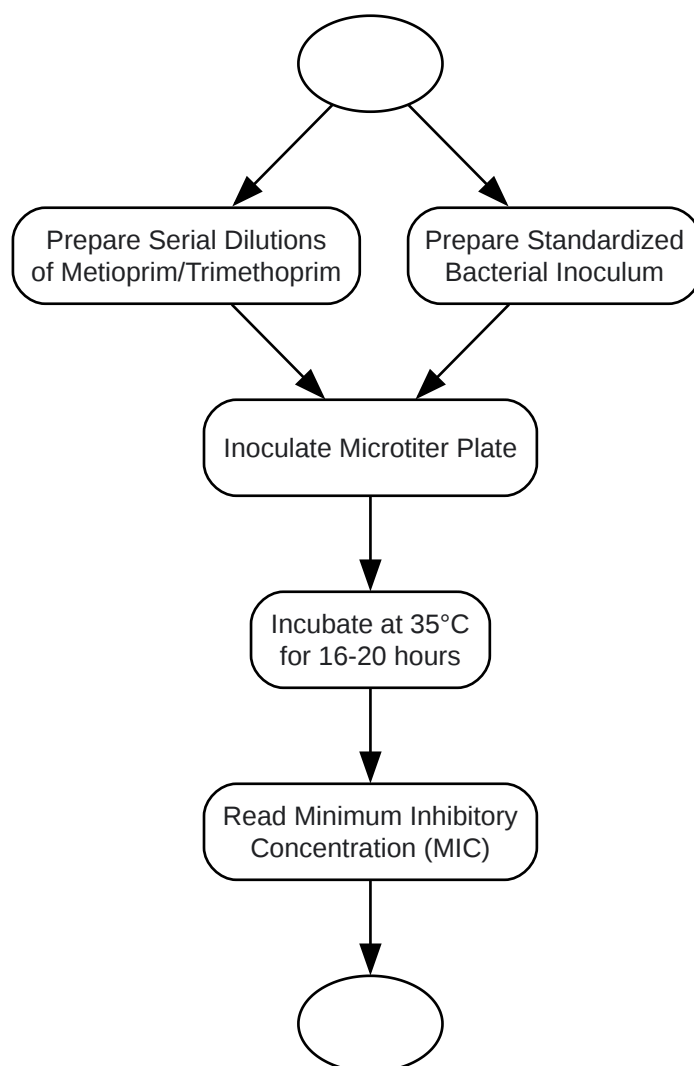 Prepare Serial Dilutions
of Metioprim/Trimethoprim
Prepare Standardized
Bacterial Inoculum
Inoculate Microtiter Plate
Incubate at 35°C
for 16-20 hours
Read Minimum Inhibitory
Concentration (MIC)